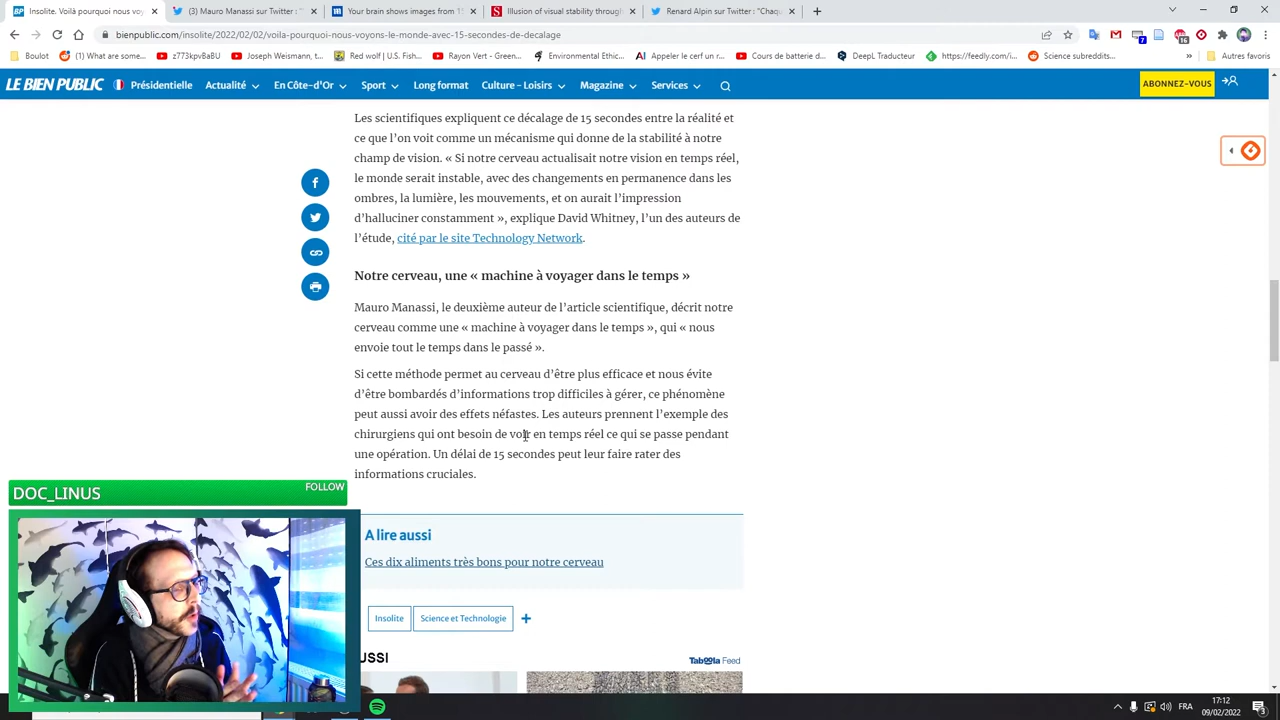 Insolite. Voilà pourquoi nous vo
(3) Mauro Manassi sur Twitter : "T
Your brain shows images from 15
Illusion of visual stability through
Renard Alpin sur Twitter : "Chaq
bienpublic.com/insolite/2022/02/02/voila-pourquoi-nous-voyons-le-monde-avec-15-secondes-de-decalage
Boulot
(1) What are some...
z773kpvBaBU
Joseph Weismann, t...
Red wolf | U.S. Fish...
Rayon Vert - Green...
Environmental Ethic...
Appeler le cerf un r...
Cours de batterie d...
DeepL Traducteur
https://feedly.com/i...
Science subreddits...
»
Autres favoris
LE BIEN PUBLIC
Présidentielle
Actualité
En Côte-d'Or
Sport
Long format
Culture - Loisirs
Magazine
Services
ABONNEZ-VOUS
Les scientifiques expliquent ce décalage de 15 secondes entre la réalité et
ce que l'on voit comme un mécanisme qui donne de la stabilité à notre
champ de vision. « Si notre cerveau actualisait notre vision en temps réel,
le monde serait instable, avec des changements en permanence dans les
ombres, la lumière, les mouvements, et on aurait l'impression
d'halluciner constamment », explique David Whitney, l'un des auteurs de
l'étude, cité par le site Technology Network.
Notre cerveau, une « machine à voyager dans le temps »
Mauro Manassi, le deuxième auteur de l'article scientifique, décrit notre
cerveau comme une « machine à voyager dans le temps », qui « nous
envoie tout le temps dans le passé ».
Si cette méthode permet au cerveau d'être plus efficace et nous évite
d'être bombardés d'informations trop difficiles à gérer, ce phénomène
peut aussi avoir des effets néfastes. Les auteurs prennent l'exemple des
chirurgiens qui ont besoin de voir en temps réel ce qui se passe pendant
une opération. Un délai de 15 secondes peut leur faire rater des
informations cruciales.
DOC_LINUS
FOLLOW
A lire aussi
Ces dix aliments très bons pour notre cerveau
Insolite
Science et Technologie
+
USSI
Taboola Feed
FRA
17:12
09/02/2022